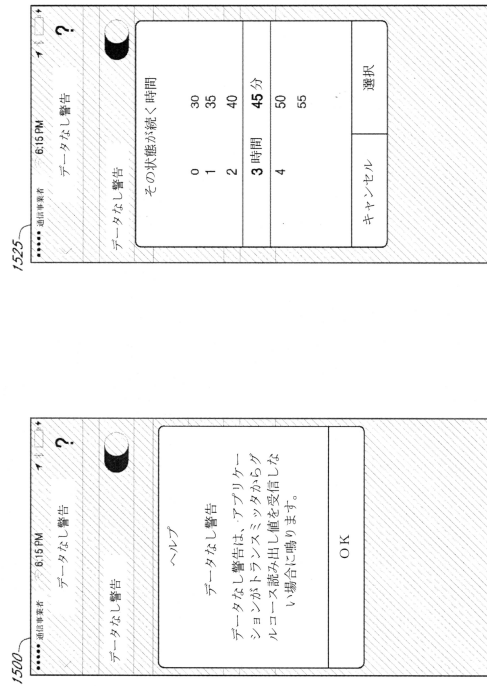 1500
通信事業者 6:15 PM
データなし警告 ?
データなし警告
ヘルプ
データなし警告
データなし警告は、アプリケー
ションがトランスミッタからグ
ルコース読み出し値を受信しな
い場合に鳴ります。
OK
1525
通信事業者 6:15 PM
データなし警告 ?
データなし警告
その状態が続く時間
0 30
1 35
2 40
3 時間 45 分
4 50
55
キャンセル 選択